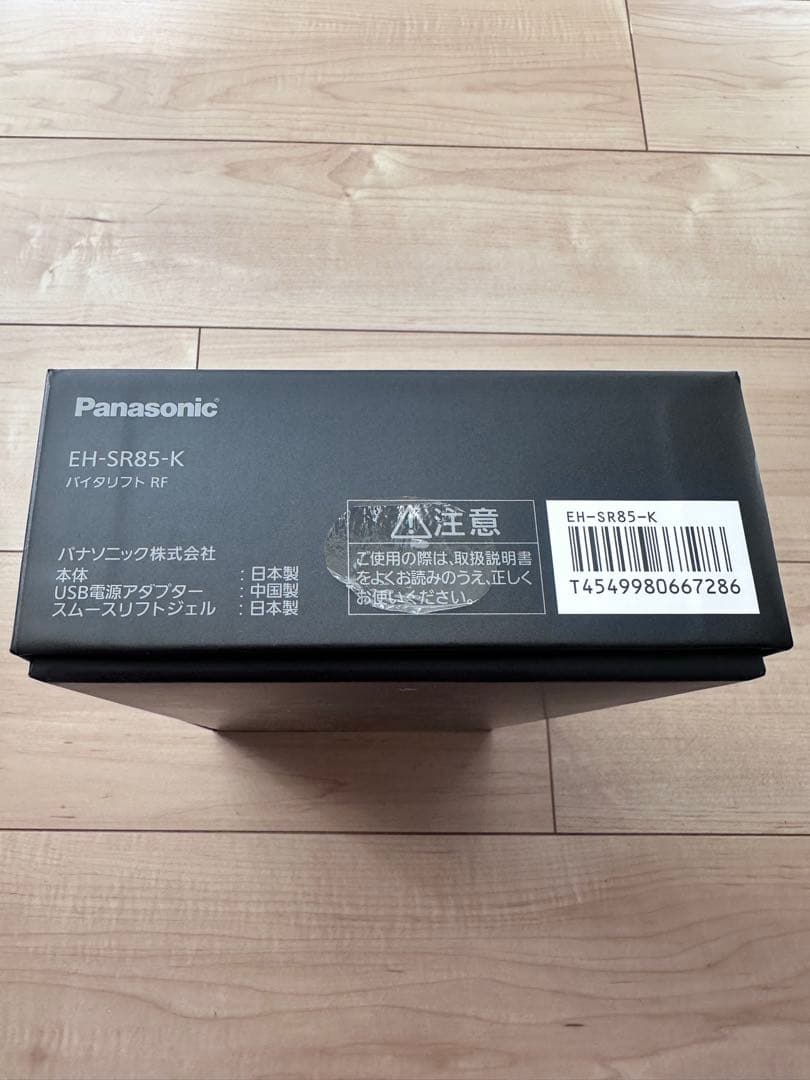 Panasonic
EH-SR85-K
バイタリフト RF
パナソニック株式会社
本体 : 日本製
USB電源アダプター : 中国製
スムースリフトジェル : 日本製
⚠注意
ご使用の際は、取扱説明書
をよくお読みのうえ、正しく
お使いください。
EH-SR85-K
T4549980667286